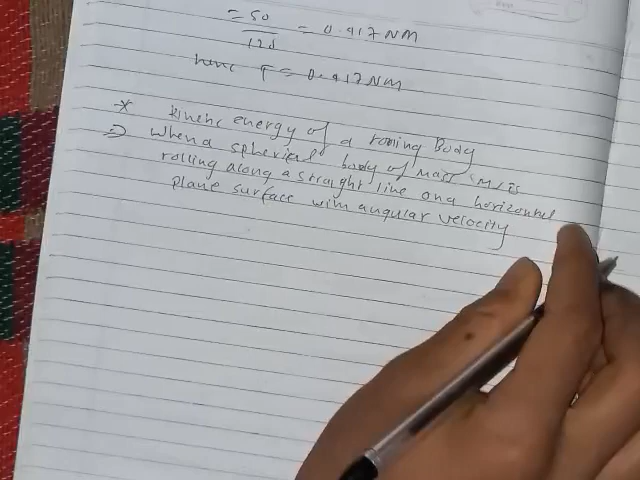 = 50 = 0.417 NM
120
hence T = 0.417 NM
* kinetic energy of a rolling Body
⇒ When a spherical body of mass 'M' is
rolling along a straight line on a horizontal
plane surface with angular velocity